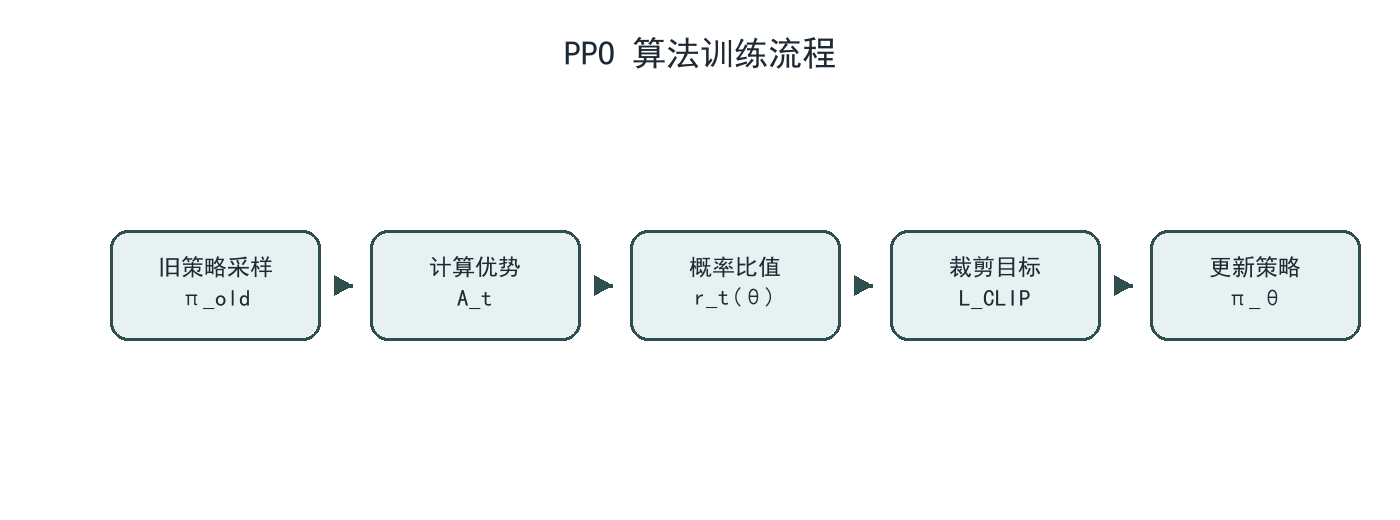 PPO 算法训练流程
旧策略采样
π_old
计算优势
A_t
概率比值
r_t(θ)
裁剪目标
L_CLIP
更新策略
π_θ